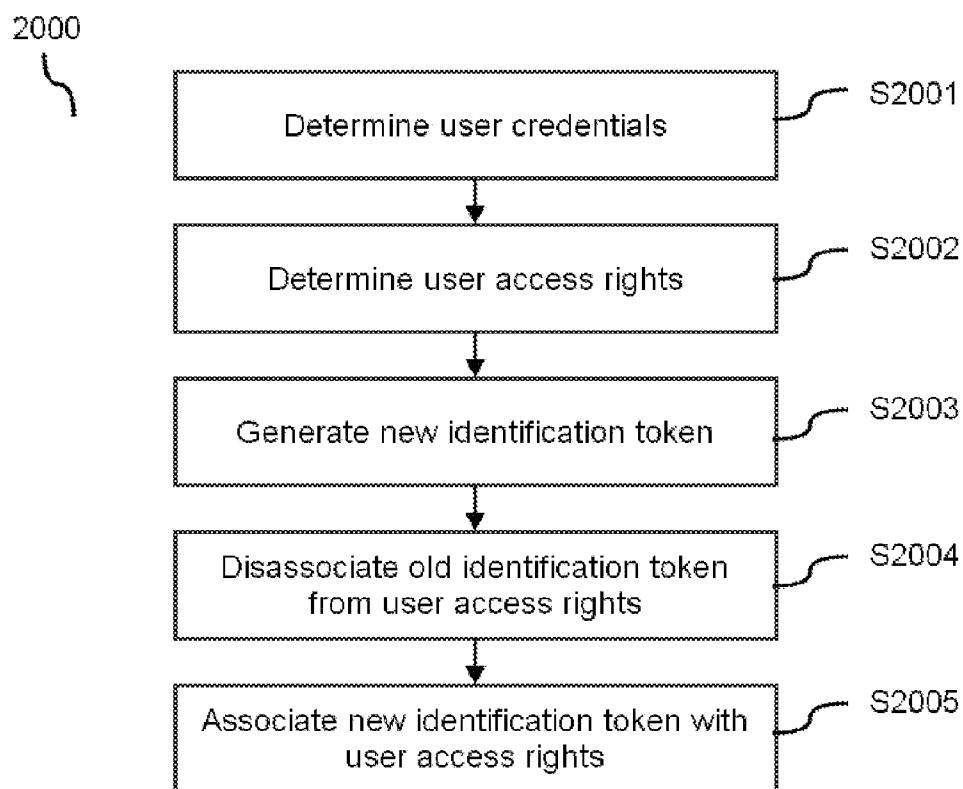 2000
Determine user credentials
S2001
Determine user access rights
S2002
Generate new identification token
S2003
Disassociate old identification token
from user access rights
S2004
Associate new identification token with
user access rights
S2005